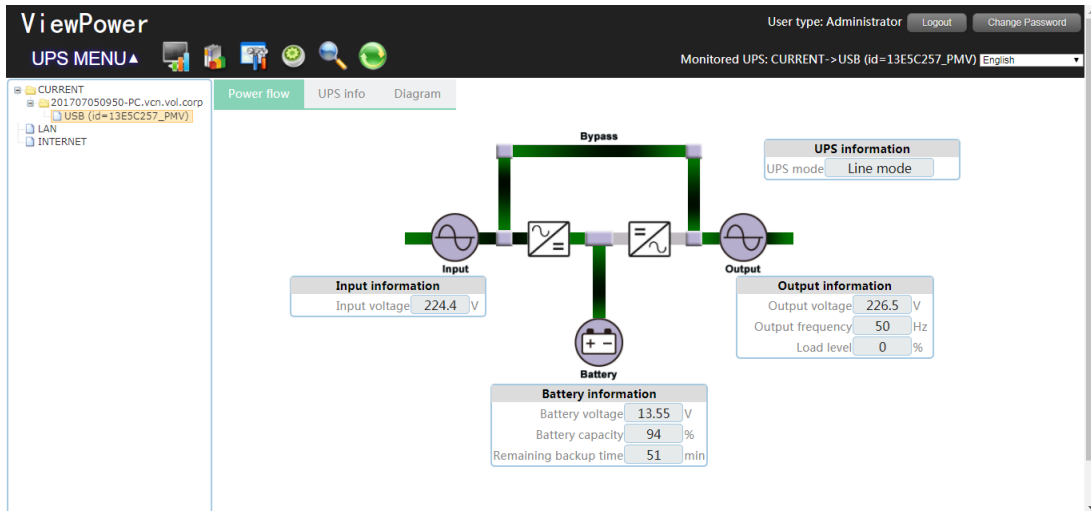 ViewPower
User type: Administrator Logout Change Password
UPS MENU▲
Monitored UPS: CURRENT->USB (id=13E5C257_PMV) English
CURRENT
201707050950-PC.vcn.vol.corp
USB (id=13E5C257_PMV)
LAN
INTERNET
Power flow UPS info Diagram
Bypass
UPS information
UPS mode Line mode
Input
Output
Input information
Input voltage 224.4 V
Output information
Output voltage 226.5 V
Output frequency 50 Hz
Load level 0 %
Battery
Battery information
Battery voltage 13.55 V
Battery capacity 94 %
Remaining backup time 51 min